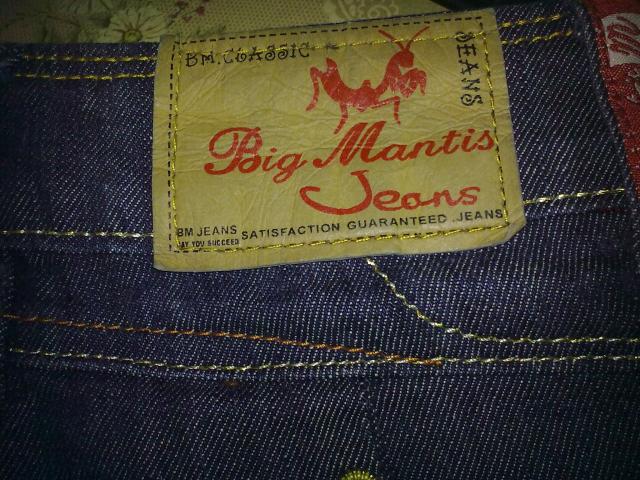 BM.CLASSIC
JEANS
Big Mantis
Jeans
BM JEANS SATISFACTION GUARANTEED.JEANS
MAY YOU SUCCEED